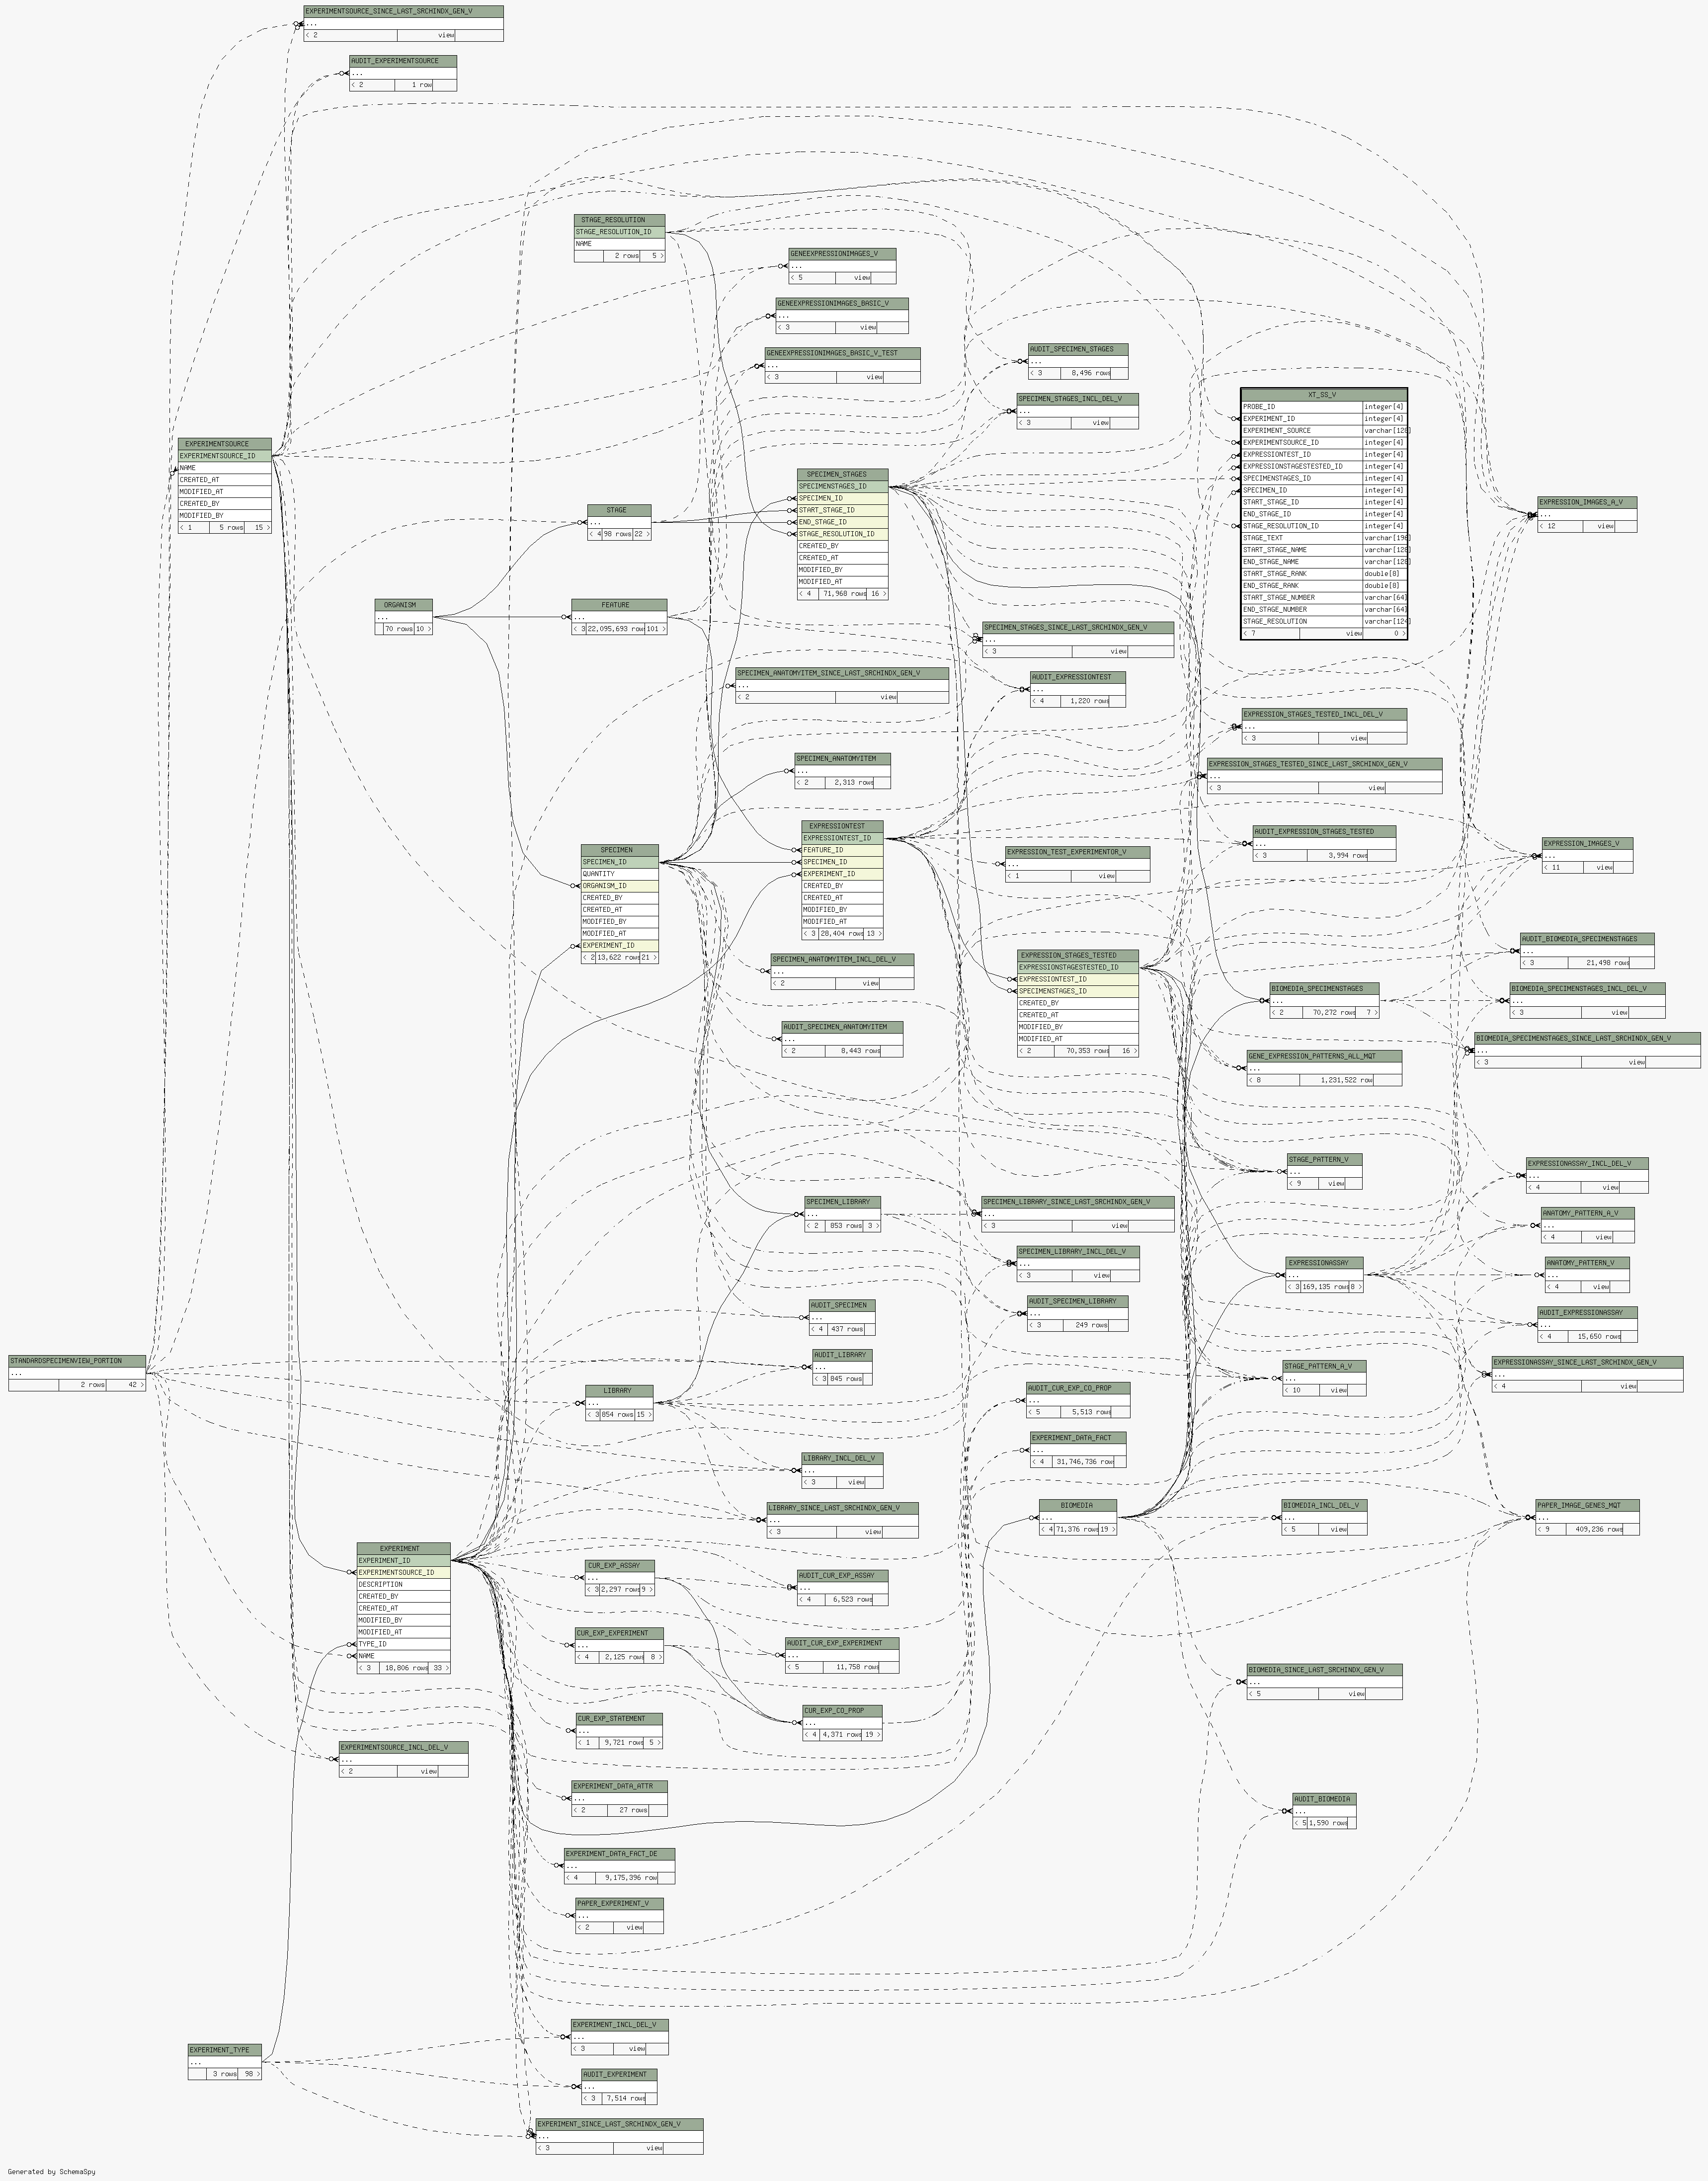 EXPERIMENTSOURCE_SINCE_LAST_SRCHINDX_GEN_V
...
< 2 view
AUDIT_EXPERIMENTSOURCE
...
< 2 1 row
STAGE_RESOLUTION
STAGE_RESOLUTION_ID
NAME
2 rows 5 >
GENEEXPRESSIONIMAGES_V
...
< 5 view
GENEEXPRESSIONIMAGES_BASIC_V
...
< 3 view
GENEEXPRESSIONIMAGES_BASIC_V_TEST
...
< 3 view
AUDIT_SPECIMEN_STAGES
...
< 3 8,496 rows
SPECIMEN_STAGES_INCL_DEL_V
...
< 3 view
XT_SS_V
PROBE_ID integer[4]
EXPERIMENT_ID integer[4]
EXPERIMENT_SOURCE varchar[128]
EXPERIMENTSOURCE_ID integer[4]
EXPRESSIONTEST_ID integer[4]
EXPRESSIONSTAGESTESTED_ID integer[4]
SPECIMENSTAGES_ID integer[4]
SPECIMEN_ID integer[4]
START_STAGE_ID integer[4]
END_STAGE_ID integer[4]
STAGE_RESOLUTION_ID integer[4]
STAGE_TEXT varchar[196]
START_STAGE_NAME varchar[128]
END_STAGE_NAME varchar[128]
START_STAGE_RANK double[8]
END_STAGE_RANK double[8]
START_STAGE_NUMBER varchar[64]
END_STAGE_NUMBER varchar[64]
STAGE_RESOLUTION varchar[124]
< 7 view 0 >
EXPERIMENTSOURCE
EXPERIMENTSOURCE_ID
NAME
CREATED_AT
MODIFIED_AT
CREATED_BY
MODIFIED_BY
< 1 5 rows 15 >
SPECIMEN_STAGES
SPECIMENSTAGES_ID
SPECIMEN_ID
START_STAGE_ID
END_STAGE_ID
STAGE_RESOLUTION_ID
CREATED_BY
CREATED_AT
MODIFIED_BY
MODIFIED_AT
< 4 71,968 rows 16 >
EXPRESSION_IMAGES_A_V
...
< 12 view
STAGE
...
< 4 98 rows 22 >
ORGANISM
...
70 rows 10 >
FEATURE
...
< 3 22,095,693 row 101 >
SPECIMEN_STAGES_SINCE_LAST_SRCHINDX_GEN_V
...
< 3 view
SPECIMEN_ANATOMYITEM_SINCE_LAST_SRCHINDX_GEN_V
...
< 2 view
AUDIT_EXPRESSIONTEST
...
< 4 1,220 rows
EXPRESSION_STAGES_TESTED_INCL_DEL_V
...
< 3 view
SPECIMEN_ANATOMYITEM
...
< 2 2,313 rows
EXPRESSION_STAGES_TESTED_SINCE_LAST_SRCHINDX_GEN_V
...
< 3 view
EXPRESSIONTEST
EXPRESSIONTEST_ID
FEATURE_ID
SPECIMEN_ID
EXPERIMENT_ID
CREATED_BY
CREATED_AT
MODIFIED_BY
MODIFIED_AT
< 3 28,404 rows 13 >
AUDIT_EXPRESSION_STAGES_TESTED
...
< 3 3,994 rows
SPECIMEN
SPECIMEN_ID
QUANTITY
ORGANISM_ID
CREATED_BY
CREATED_AT
MODIFIED_BY
MODIFIED_AT
EXPERIMENT_ID
< 2 13,622 rows 21 >
EXPRESSION_TEST_EXPERIMENTOR_V
...
< 1 view
EXPRESSION_IMAGES_V
...
< 11 view
SPECIMEN_ANATOMYITEM_INCL_DEL_V
...
< 2 view
EXPRESSION_STAGES_TESTED
EXPRESSIONSTAGESTESTED_ID
EXPRESSIONTEST_ID
SPECIMENSTAGES_ID
CREATED_BY
CREATED_AT
MODIFIED_BY
MODIFIED_AT
< 2 70,353 rows 16 >
AUDIT_BIOMEDIA_SPECIMENSTAGES
...
< 3 21,498 rows
BIOMEDIA_SPECIMENSTAGES
...
< 2 70,272 rows 7 >
BIOMEDIA_SPECIMENSTAGES_INCL_DEL_V
...
< 3 view
AUDIT_SPECIMEN_ANATOMYITEM
...
< 2 8,443 rows
BIOMEDIA_SPECIMENSTAGES_SINCE_LAST_SRCHINDX_GEN_V
...
< 3 view
GENE_EXPRESSION_PATTERNS_ALL_MQT
...
< 8 1,231,522 row
STAGE_PATTERN_V
...
< 9 view
EXPRESSIONASSAY_INCL_DEL_V
...
< 4 view
SPECIMEN_LIBRARY
...
< 2 853 rows 3 >
SPECIMEN_LIBRARY_SINCE_LAST_SRCHINDX_GEN_V
...
< 3 view
ANATOMY_PATTERN_A_V
...
< 4 view
SPECIMEN_LIBRARY_INCL_DEL_V
...
< 3 view
EXPRESSIONASSAY
...
< 3 169,135 rows 8 >
ANATOMY_PATTERN_V
...
< 4 view
AUDIT_SPECIMEN
...
< 4 437 rows
AUDIT_SPECIMEN_LIBRARY
...
< 3 249 rows
AUDIT_EXPRESSIONASSAY
...
< 4 15,650 rows
STANDARDSPECIMENVIEW_PORTION
...
2 rows 42 >
AUDIT_LIBRARY
...
< 3 845 rows
STAGE_PATTERN_A_V
...
< 10 view
EXPRESSIONASSAY_SINCE_LAST_SRCHINDX_GEN_V
...
< 4 view
LIBRARY
...
< 3 854 rows 15 >
AUDIT_CUR_EXP_CO_PROP
...
< 5 5,513 rows
EXPERIMENT_DATA_FACT
...
< 4 31,746,736 row
LIBRARY_INCL_DEL_V
...
< 3 view
LIBRARY_SINCE_LAST_SRCHINDX_GEN_V
...
< 3 view
BIOMEDIA
...
< 4 71,376 rows 19 >
BIOMEDIA_INCL_DEL_V
...
< 5 view
PAPER_IMAGE_GENES_MQT
...
< 9 409,236 rows
EXPERIMENT
EXPERIMENT_ID
EXPERIMENTSOURCE_ID
DESCRIPTION
CREATED_BY
CREATED_AT
MODIFIED_BY
MODIFIED_AT
TYPE_ID
NAME
< 3 18,806 rows 33 >
CUR_EXP_ASSAY
...
< 3 2,297 rows 9 >
AUDIT_CUR_EXP_ASSAY
...
< 4 6,523 rows
CUR_EXP_EXPERIMENT
...
< 4 2,125 rows 8 >
AUDIT_CUR_EXP_EXPERIMENT
...
< 5 11,758 rows
BIOMEDIA_SINCE_LAST_SRCHINDX_GEN_V
...
< 5 view
CUR_EXP_STATEMENT
...
< 1 9,721 rows 5 >
CUR_EXP_CO_PROP
...
< 4 4,371 rows 19 >
EXPERIMENTSOURCE_INCL_DEL_V
...
< 2 view
EXPERIMENT_DATA_ATTR
...
< 2 27 rows
AUDIT_BIOMEDIA
...
< 5 1,590 rows
EXPERIMENT_DATA_FACT_DE
...
< 4 9,175,396 row
PAPER_EXPERIMENT_V
...
< 2 view
EXPERIMENT_INCL_DEL_V
...
< 3 view
EXPERIMENT_TYPE
...
3 rows 98 >
AUDIT_EXPERIMENT
...
< 3 7,514 rows
EXPERIMENT_SINCE_LAST_SRCHINDX_GEN_V
...
< 3 view
Generated by SchemaSpy